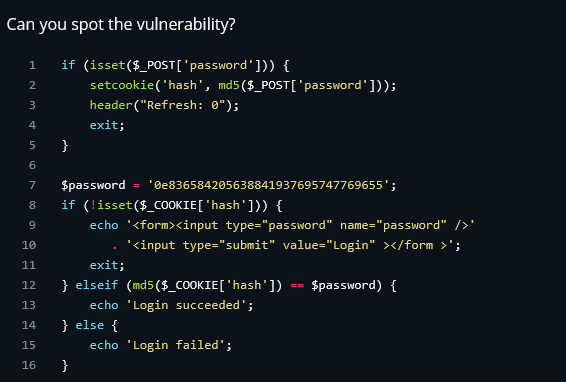 Can you spot the vulnerability?
1 if (isset($_POST['password'])) {
2 setcookie('hash', md5($_POST['password']));
3 header("Refresh: 0");
4 exit;
5 }
6
7 $password = '0e836584205638841937695747769655';
8 if (!isset($_COOKIE['hash'])) {
9 echo '<form><input type="password" name="password" />'
10 . '<input type="submit" value="Login" ></form >';
11 exit;
12 } elseif (md5($_COOKIE['hash']) == $password) {
13 echo 'Login succeeded';
14 } else {
15 echo 'Login failed';
16 }